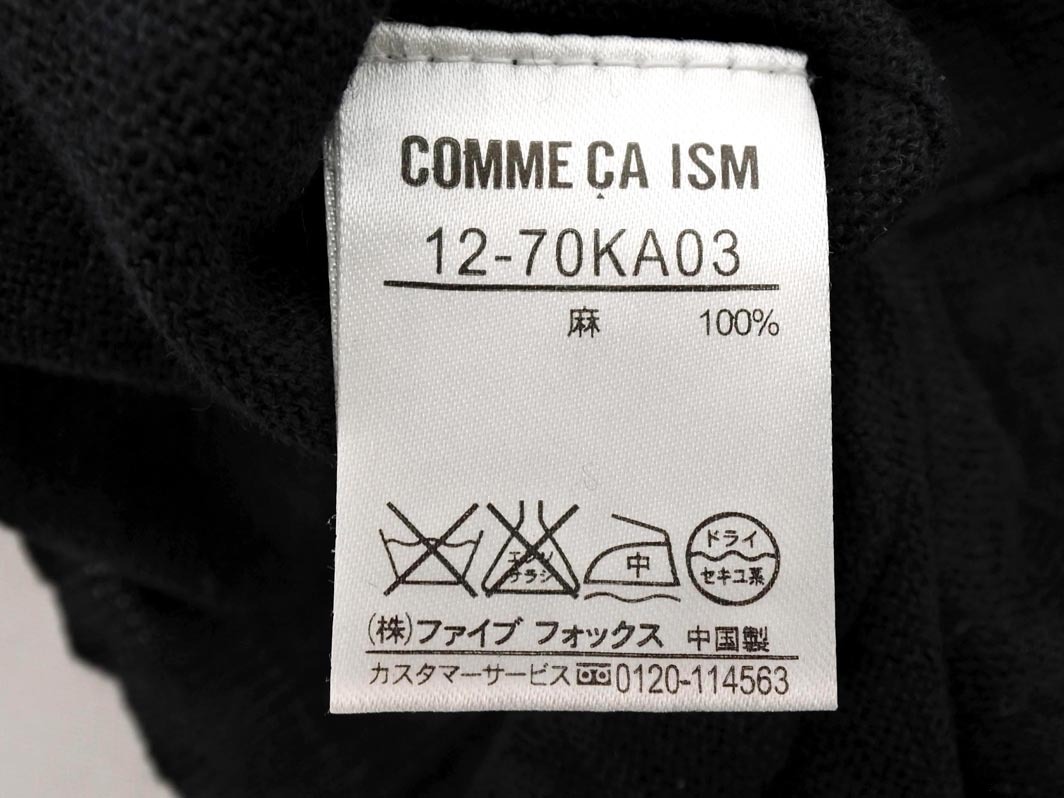 COMME ÇA ISM
12-70KA03
麻 100%
エンソ サラシ 中 ドライ セキユ系
(株)ファイブ フォックス 中国製
カスタマーサービス 0120-114563